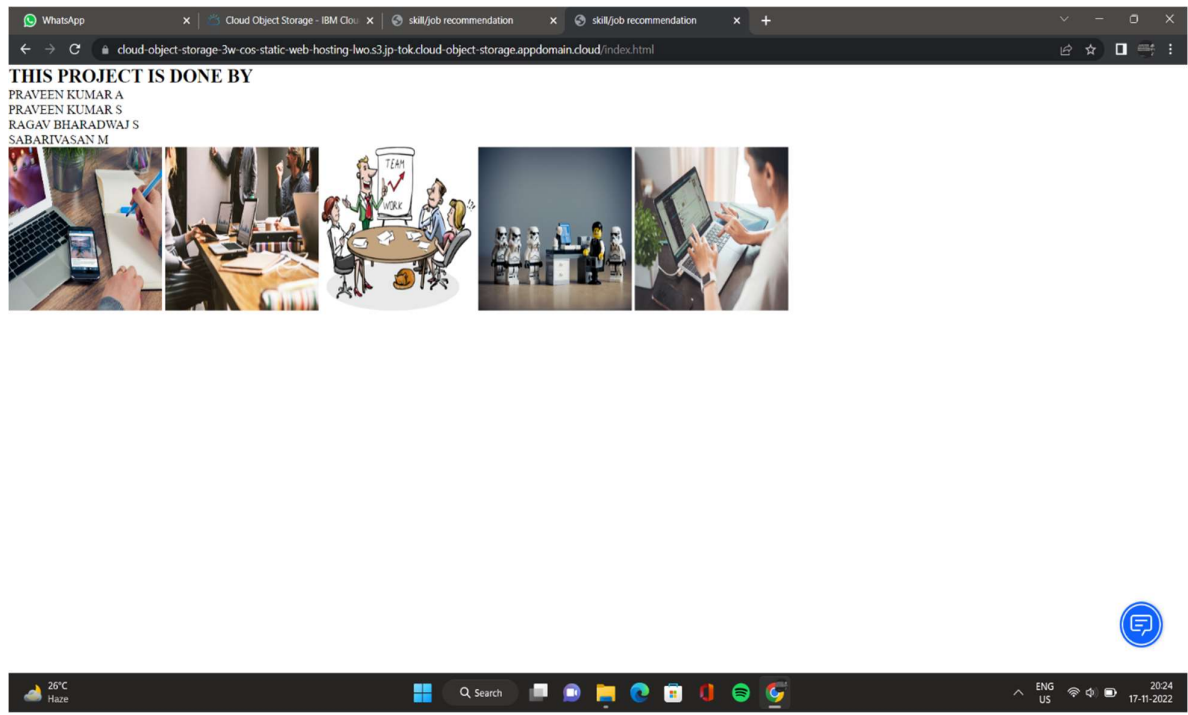 WhatsApp
Cloud Object Storage - IBM Clou
skill/job recommendation
skill/job recommendation
cloud-object-storage-3w-cos-static-web-hosting-lwo.s3.jp-tok.cloud-object-storage.appdomain.cloud/index.html
THIS PROJECT IS DONE BY
PRAVEEN KUMAR A
PRAVEEN KUMAR S
RAGAV BHARADWAJ S
SABARIVASAN M
TEAM
WORK
!!!
26°C
Haze
Search
ENG
US
20:24
17-11-2022